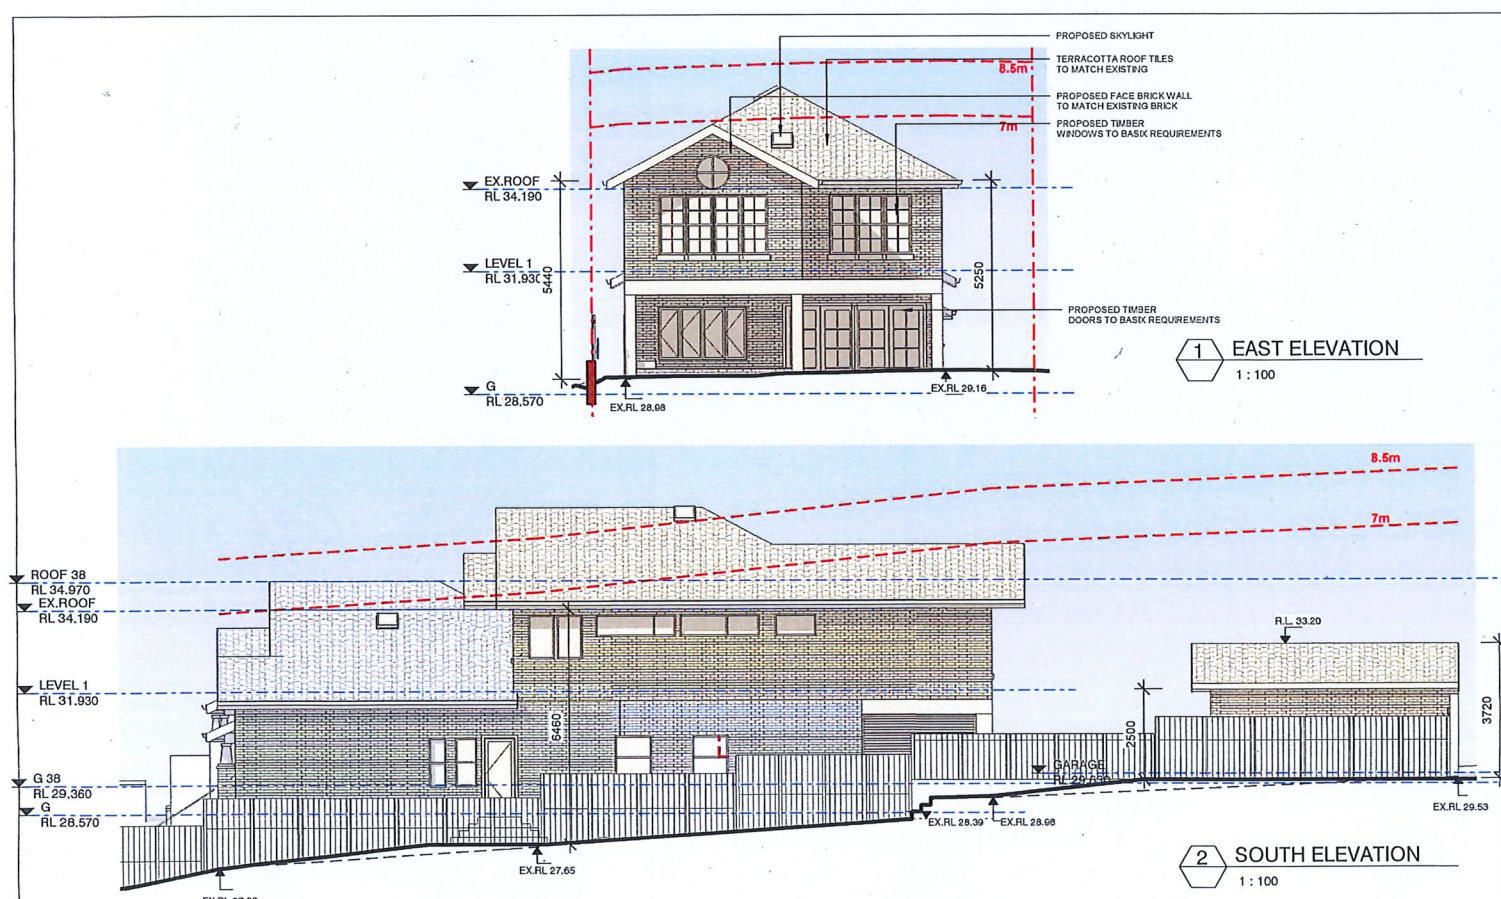 PROPOSED SKYLIGHT
8.5m
TERRACOTTA ROOF TILES
TO MATCH EXISTING
PROPOSED FACE BRICK WALL
TO MATCH EXISTING BRICK
7m
PROPOSED TIMBER
WINDOWS TO BASIX REQUIREMENTS
EX.ROOF
RL 34.190
LEVEL 1
RL 31.930
5440
5250
PROPOSED TIMBER
DOORS TO BASIX REQUIREMENTS
1
EAST ELEVATION
1 : 100
G
RL 28.570
EX.RL 28.98
EX.RL 29.16
8.5m
7m
ROOF 38
RL 34.970
EX.ROOF
RL 34.190
R.L. 33.20
LEVEL 1
RL 31.930
6460
2500
3720
G 38
RL 29.360
GARAGE
RL 29.630
G
RL 28.570
EX.RL 28.39
EX.RL 28.98
EX.RL 29.53
EX.RL 27.65
2
SOUTH ELEVATION
1 : 100